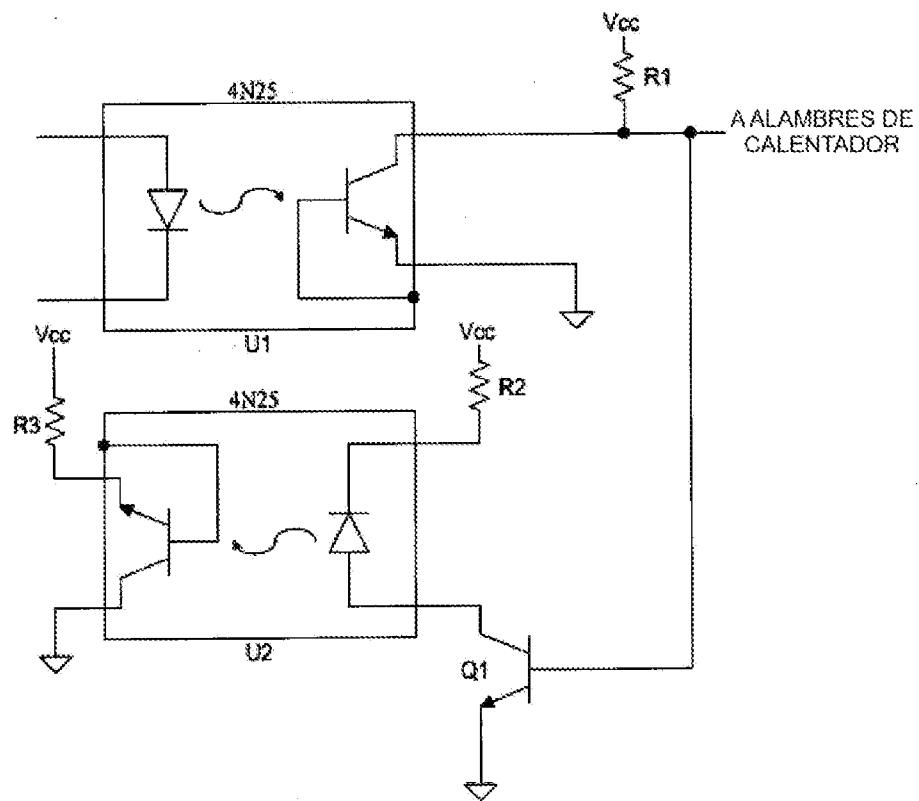 Vcc
R1
4N25
A ALAMBRES DE
CALENTADOR
U1
Vcc
Vcc
R2
4N25
R3
U2
Q1